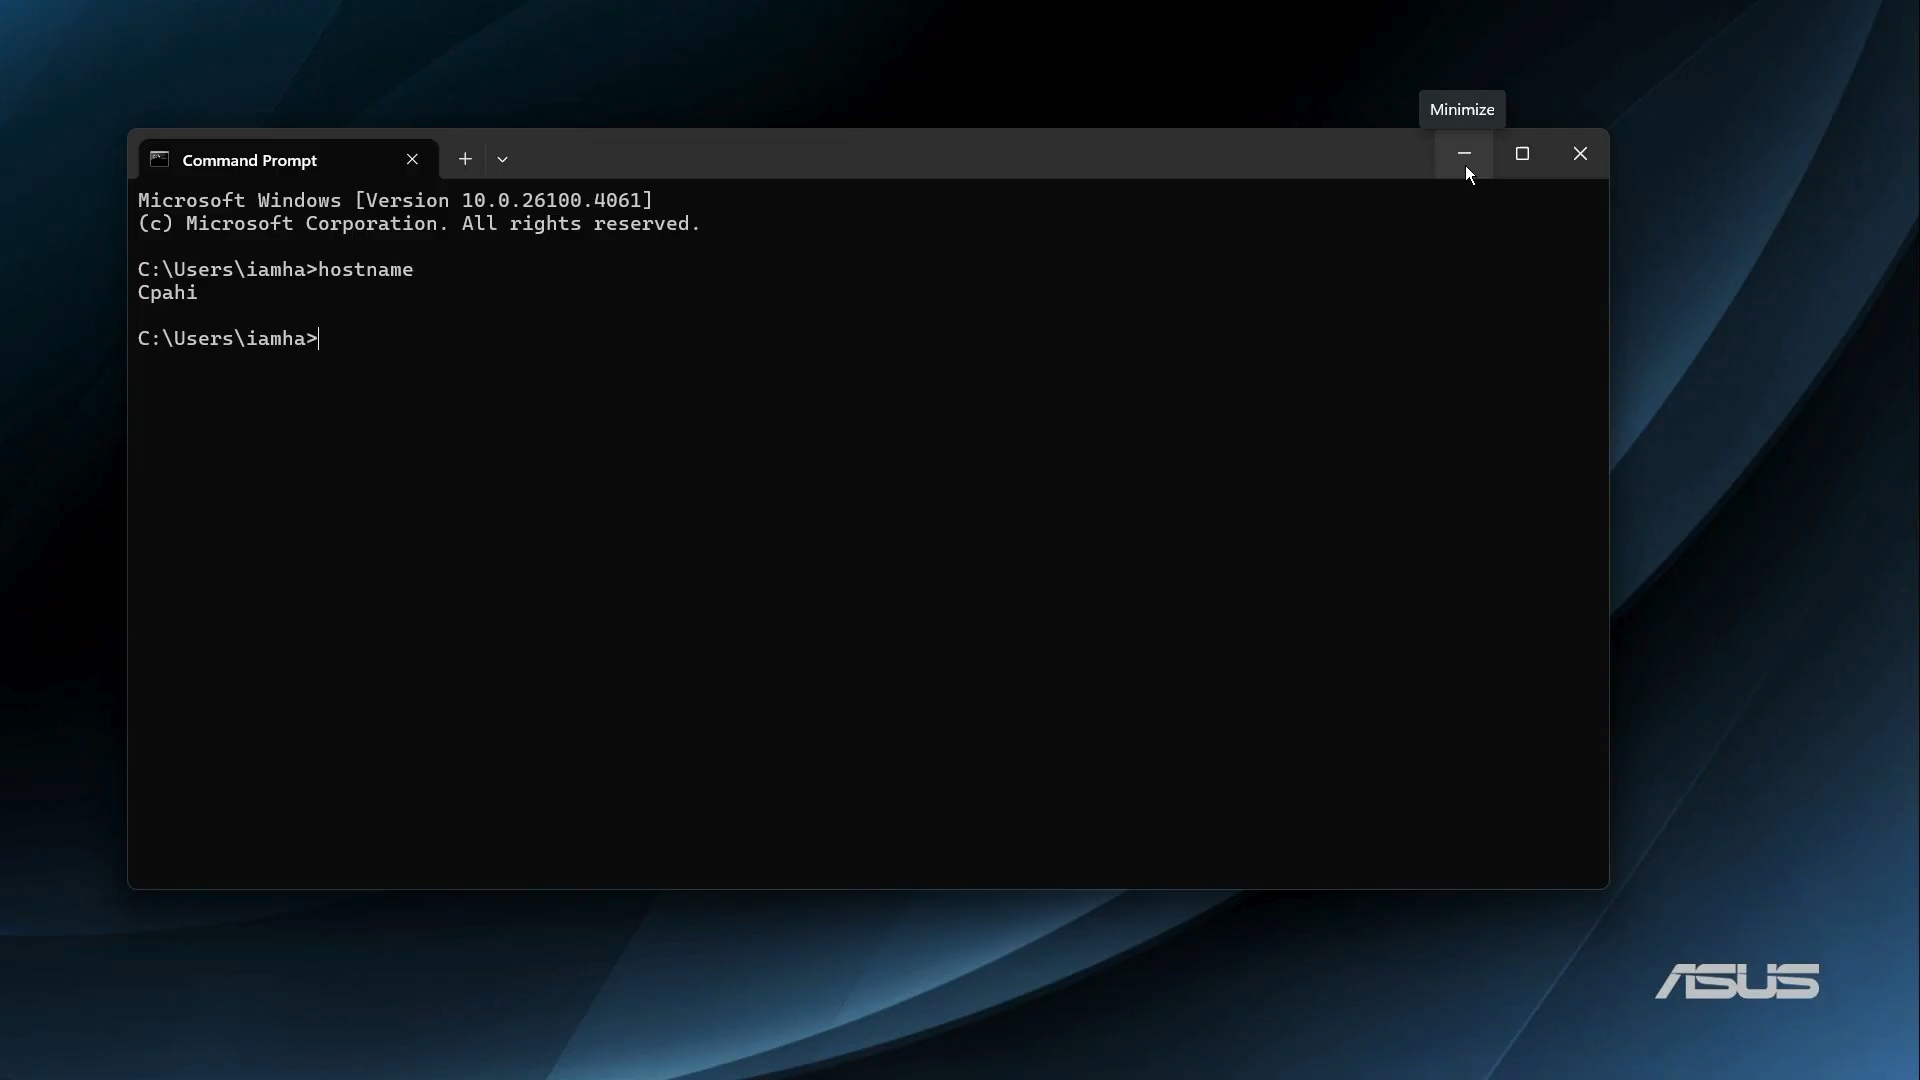 Minimize
Command Prompt
Microsoft Windows [Version 10.0.26100.4061]
(c) Microsoft Corporation. All rights reserved.
C:\Users\iamha>hostname
Cpahi
C:\Users\iamha>
ASUS